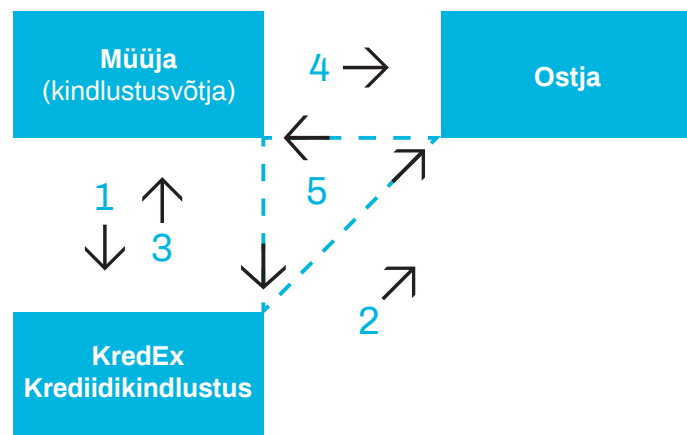 Müüja
(kindlustusvõtja)
4
Ostja
5
1
3
2
KredEx
Krediidikindlustus